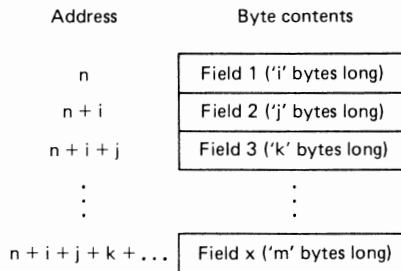 Address Byte contents
n Field 1 ('i' bytes long)
n + i Field 2 ('j' bytes long)
n + i + j Field 3 ('k' bytes long)
n + i + j + k + ... Field x ('m' bytes long)